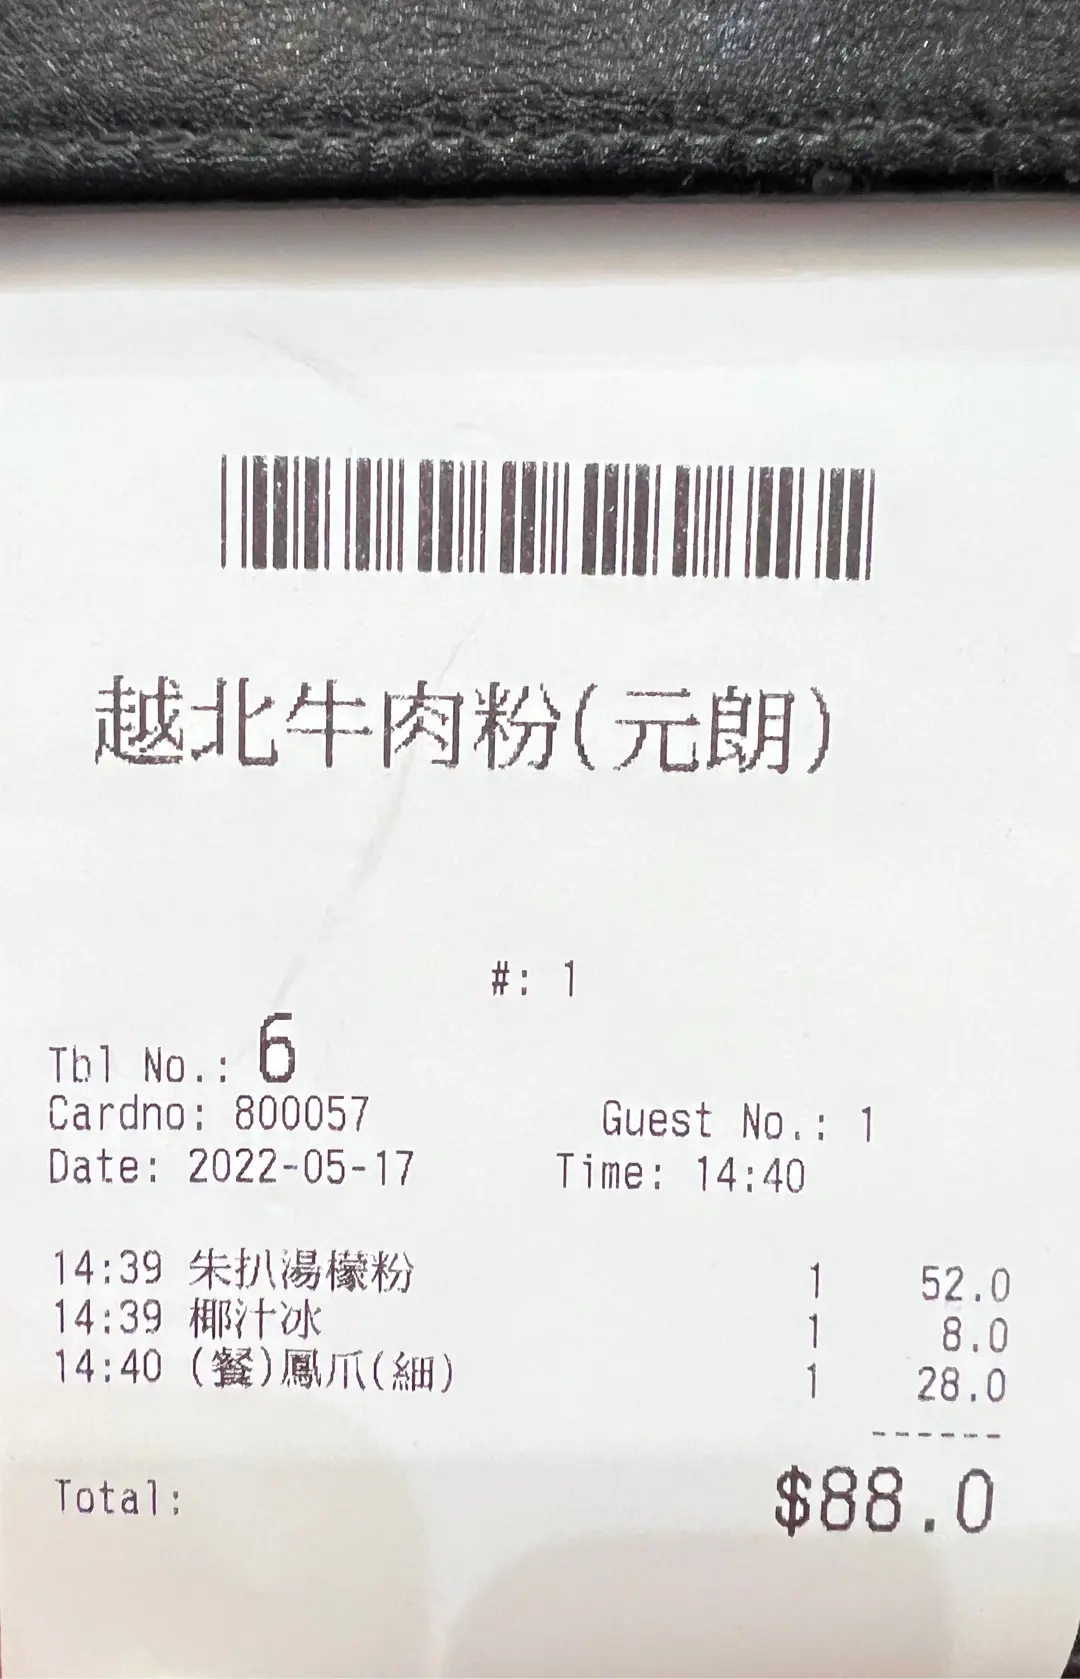 越北牛肉粉(元朗)
#: 1
Tbl No.: 6
Cardno: 800057 Guest No.: 1
Date: 2022-05-17 Time: 14:40
14:39 朱扒湯檬粉 1 52.0
14:39 椰汁冰 1 8.0
14:40 (餐)鳳爪(細) 1 28.0
------
Total: $88.0